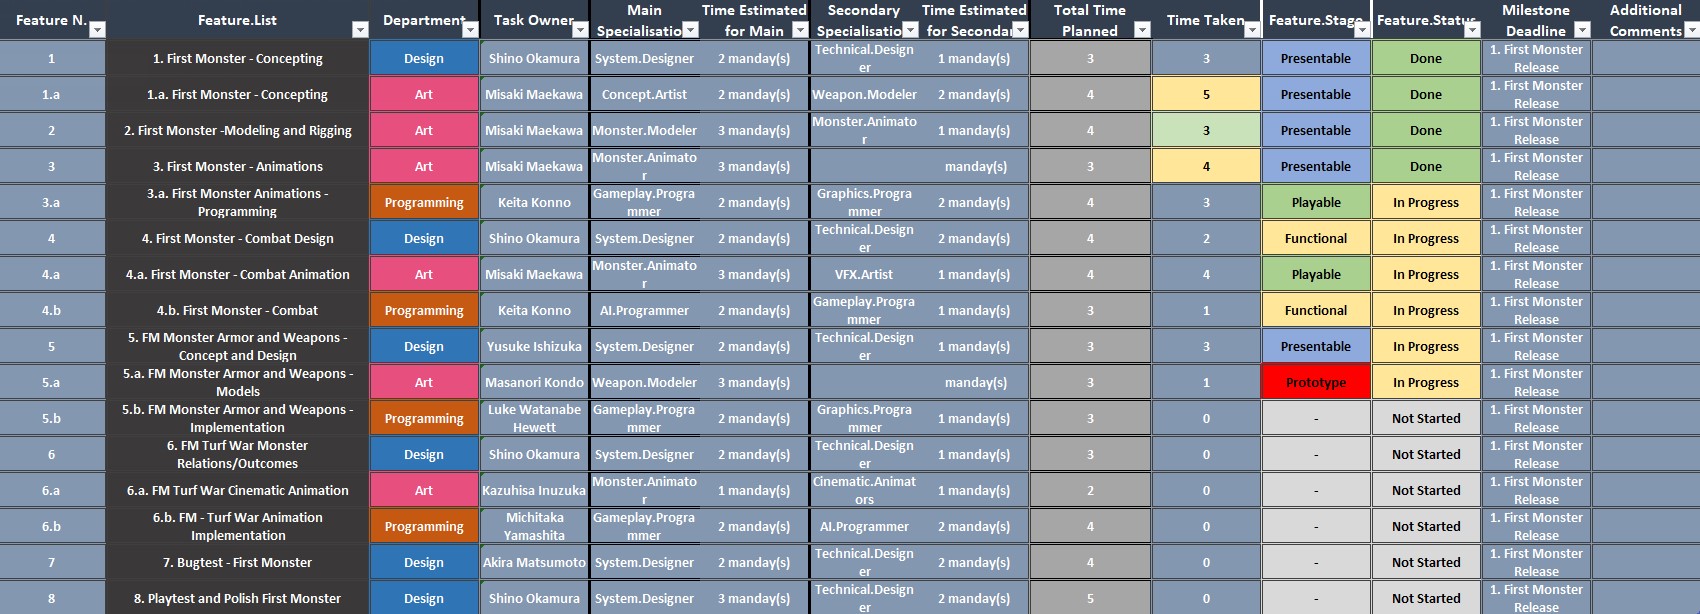 Feature N. Feature.List Department Task Owner Main Specialisatio Time Estimated for Main Secondary Specialisatio Time Estimated for Secondar Total Time Planned Time Taken Feature.Stage Feature.Status Milestone Deadline Additional Comments
1 1. First Monster - Concepting Design Shino Okamura System.Designer 2 manday(s) Technical.Designer 1 manday(s) 3 3 Presentable Done 1. First Monster Release
1.a 1.a. First Monster - Concepting Art Misaki Maekawa Concept.Artist 2 manday(s) Weapon.Modeler 2 manday(s) 4 5 Presentable Done 1. First Monster Release
2 2. First Monster -Modeling and Rigging Art Misaki Maekawa Monster.Modeler 3 manday(s) Monster.Animator 1 manday(s) 4 3 Presentable Done 1. First Monster Release
3 3. First Monster - Animations Art Misaki Maekawa Monster.Animator 3 manday(s) manday(s) 3 4 Presentable Done 1. First Monster Release
3.a 3.a. First Monster Animations - Programming Programming Keita Konno Gameplay.Programmer 2 manday(s) Graphics.Programmer 2 manday(s) 4 3 Playable In Progress 1. First Monster Release
4 4. First Monster - Combat Design Design Shino Okamura System.Designer 2 manday(s) Technical.Designer 2 manday(s) 4 2 Functional In Progress 1. First Monster Release
4.a 4.a. First Monster - Combat Animation Art Misaki Maekawa Monster.Animator 3 manday(s) VFX.Artist 1 manday(s) 4 4 Playable In Progress 1. First Monster Release
4.b 4.b. First Monster - Combat Programming Keita Konno AI.Programmer 2 manday(s) Gameplay.Programmer 1 manday(s) 3 1 Functional In Progress 1. First Monster Release
5 5. FM Monster Armor and Weapons - Concept and Design Design Yusuke Ishizuka System.Designer 2 manday(s) Technical.Designer 1 manday(s) 3 3 Presentable In Progress 1. First Monster Release
5.a 5.a. FM Monster Armor and Weapons - Models Art Masanori Kondo Weapon.Modeler 3 manday(s) manday(s) 3 1 Prototype In Progress 1. First Monster Release
5.b 5.b. FM Monster Armor and Weapons - Implementation Programming Luke Watanabe Hewett Gameplay.Programmer 2 manday(s) Graphics.Programmer 1 manday(s) 3 0 - Not Started 1. First Monster Release
6 6. FM Turf War Monster Relations/Outcomes Design Shino Okamura System.Designer 2 manday(s) Technical.Designer 1 manday(s) 3 0 - Not Started 1. First Monster Release
6.a 6.a. FM Turf War Cinematic Animation Art Kazuhisa Inuzuka Monster.Animator 1 manday(s) Cinematic.Animators 1 manday(s) 2 0 - Not Started 1. First Monster Release
6.b 6.b. FM - Turf War Animation Implementation Programming Michitaka Yamashita Gameplay.Programmer 2 manday(s) AI.Programmer 2 manday(s) 4 0 - Not Started 1. First Monster Release
7 7. Bugtest - First Monster Design Akira Matsumoto System.Designer 2 manday(s) Technical.Designer 2 manday(s) 4 0 - Not Started 1. First Monster Release
8 8. Playtest and Polish First Monster Design Shino Okamura System.Designer 3 manday(s) Technical.Designer 2 manday(s) 5 0 - Not Started 1. First Monster Release